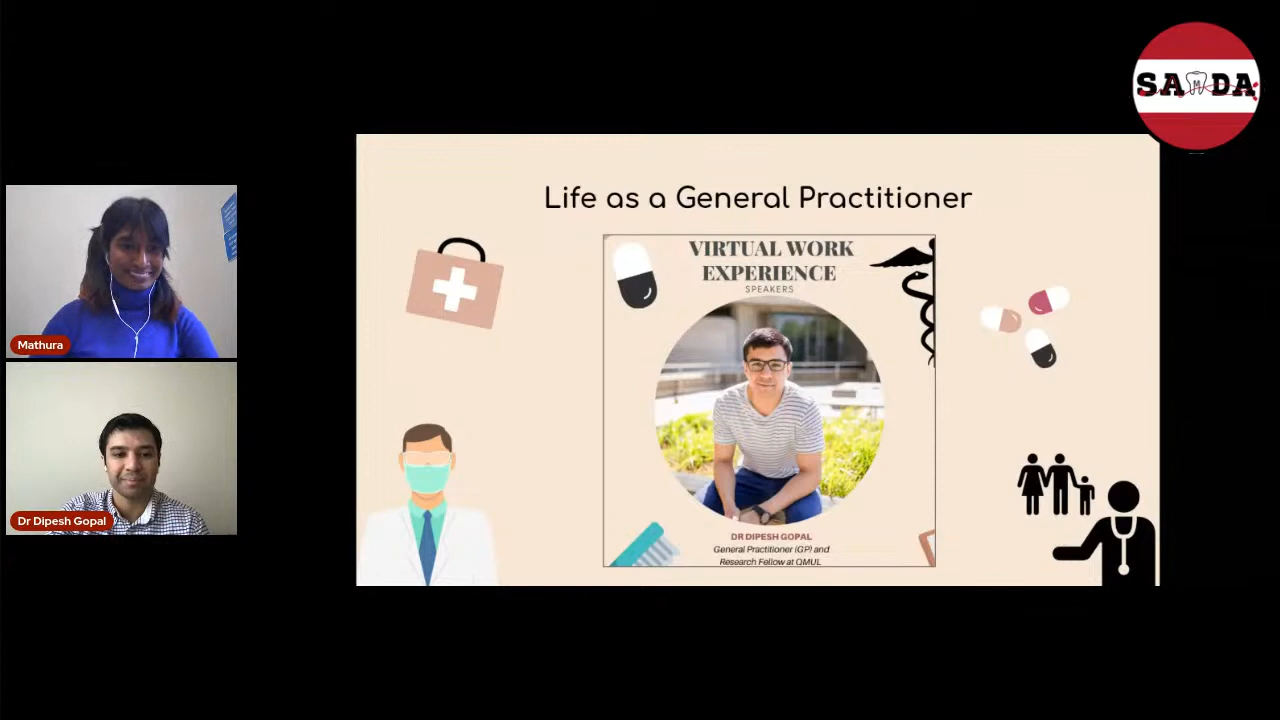 SAMDA
Life as a General Practitioner
VIRTUAL WORK
EXPERIENCE
SPEAKERS
Mathura
DR DIPESH GOPAL
General Practitioner (GP) and
Research Fellow at QMUL
Dr Dipesh Gopal